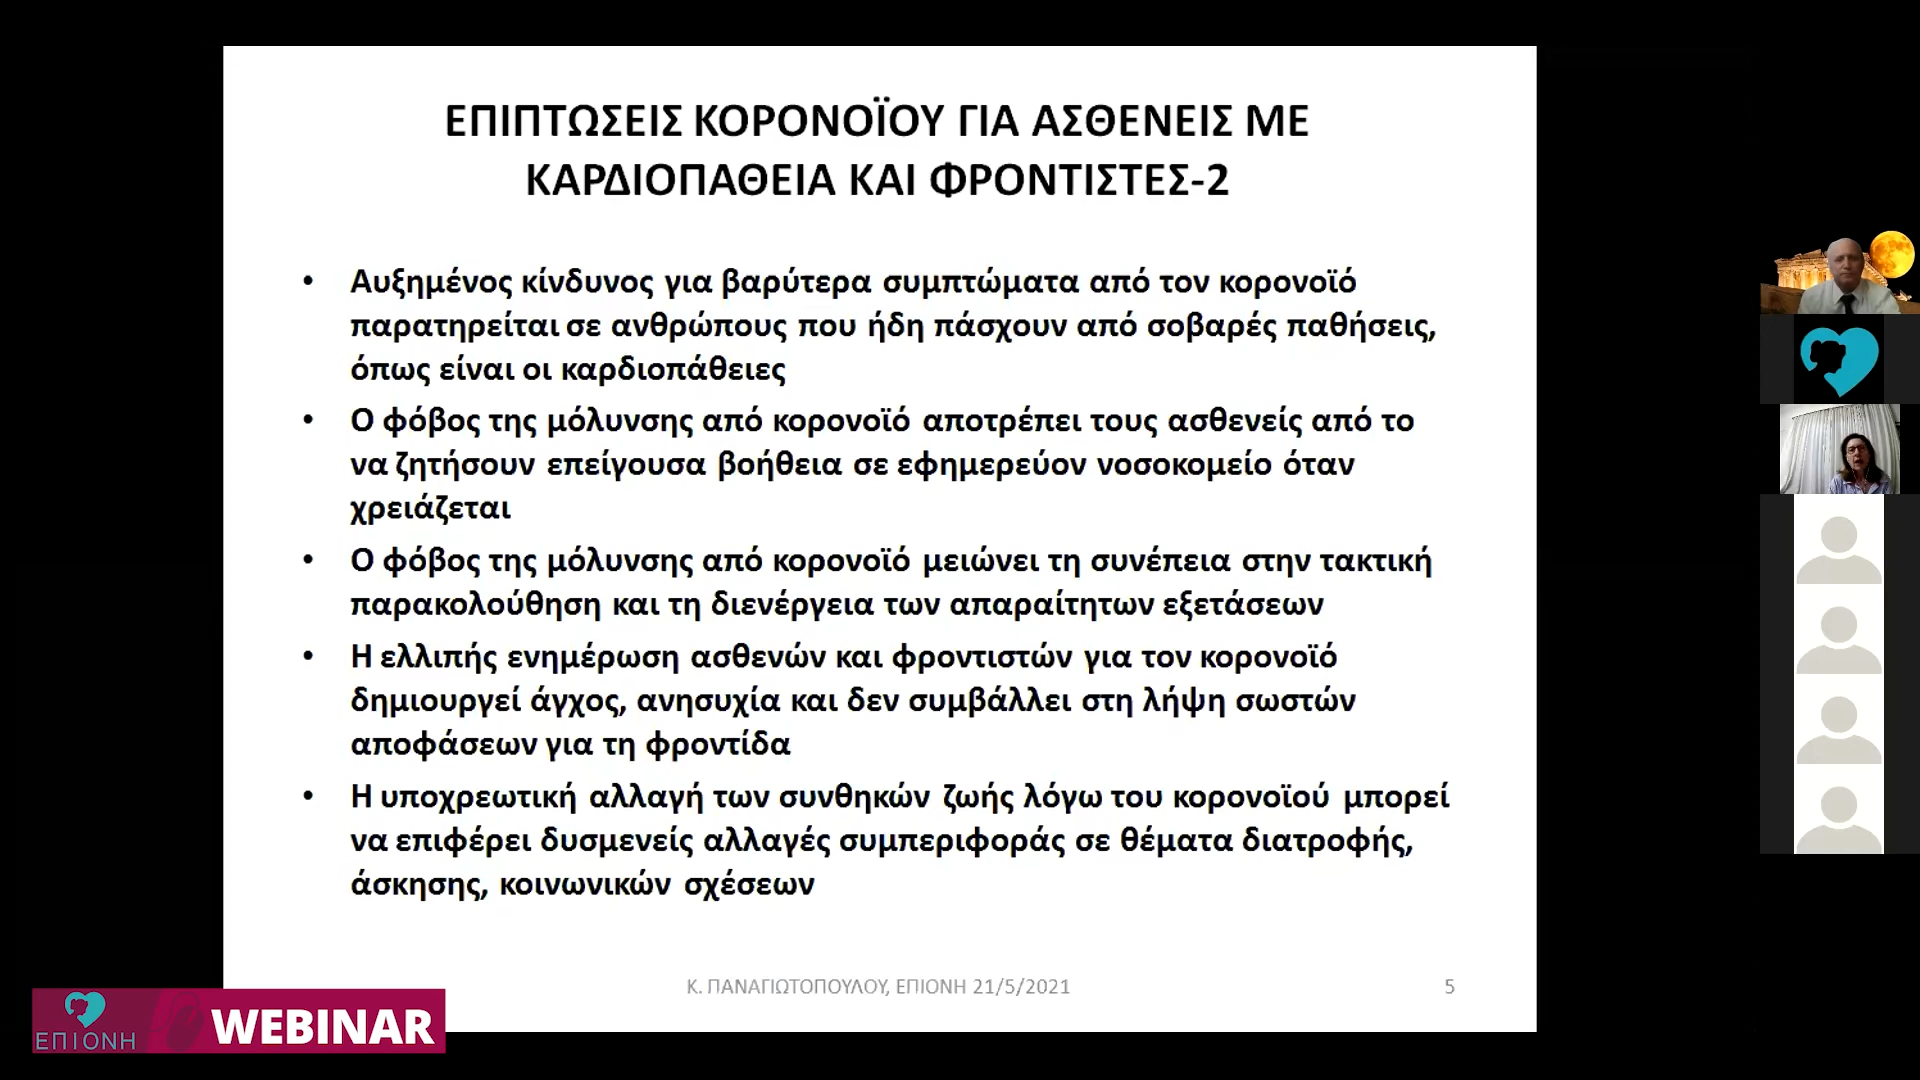 ΕΠΙΠΤΩΣΕΙΣ ΚΟΡΟΝΟΪΟΥ ΓΙΑ ΑΣΘΕΝΕΙΣ ΜΕ
ΚΑΡΔΙΟΠΑΘΕΙΑ ΚΑΙ ΦΡΟΝΤΙΣΤΕΣ-2
• Αυξημένος κίνδυνος για βαρύτερα συμπτώματα από τον κορονοϊό
παρατηρείται σε ανθρώπους που ήδη πάσχουν από σοβαρές παθήσεις,
όπως είναι οι καρδιοπάθειες
• Ο φόβος της μόλυνσης από κορονοϊό αποτρέπει τους ασθενείς από το
να ζητήσουν επείγουσα βοήθεια σε εφημερεύον νοσοκομείο όταν
χρειάζεται
• Ο φόβος της μόλυνσης από κορονοϊό μειώνει τη συνέπεια στην τακτική
παρακολούθηση και τη διενέργεια των απαραίτητων εξετάσεων
• Η ελλιπής ενημέρωση ασθενών και φροντιστών για τον κορονοϊό
δημιουργεί άγχος, ανησυχία και δεν συμβάλλει στη λήψη σωστών
αποφάσεων για τη φροντίδα
• Η υποχρεωτική αλλαγή των συνθηκών ζωής λόγω του κορονοϊού μπορεί
να επιφέρει δυσμενείς αλλαγές συμπεριφοράς σε θέματα διατροφής,
άσκησης, κοινωνικών σχέσεων
Κ. ΠΑΝΑΓΙΩΤΟΠΟΥΛΟΥ, ΕΠΙΟΝΗ 21/5/2021
5
ΕΠΙΟΝΗ
WEBINAR